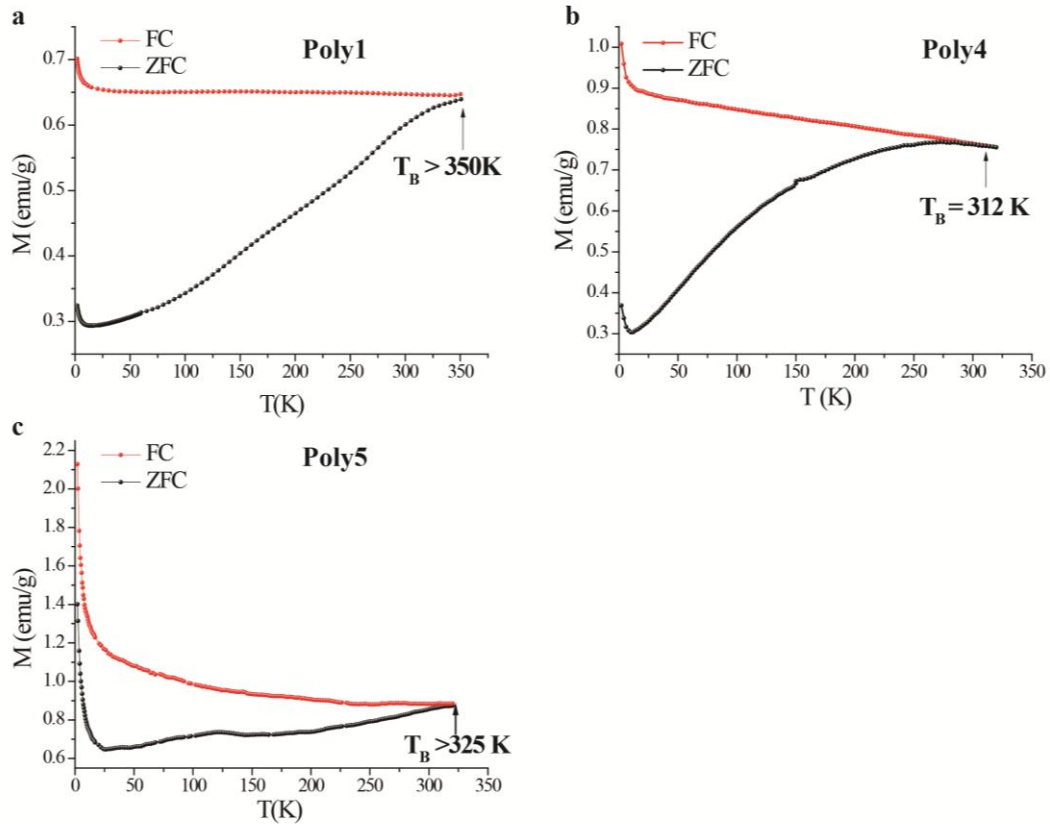 a
FC
ZFC
Poly1
0.7
0.6
0.5
0.4
0.3
M (emu/g)
T_B > 350K
0 50 100 150 200 250 300 350
T(K)
b
FC
ZFC
Poly4
1.0
0.9
0.8
0.7
0.6
0.5
0.4
0.3
M (emu/g)
T_B = 312 K
0 50 100 150 200 250 300 350
T (K)
c
FC
ZFC
Poly5
2.2
2.0
1.8
1.6
1.4
1.2
1.0
0.8
0.6
M (emu/g)
T_B >325 K
0 50 100 150 200 250 300 350
T(K)